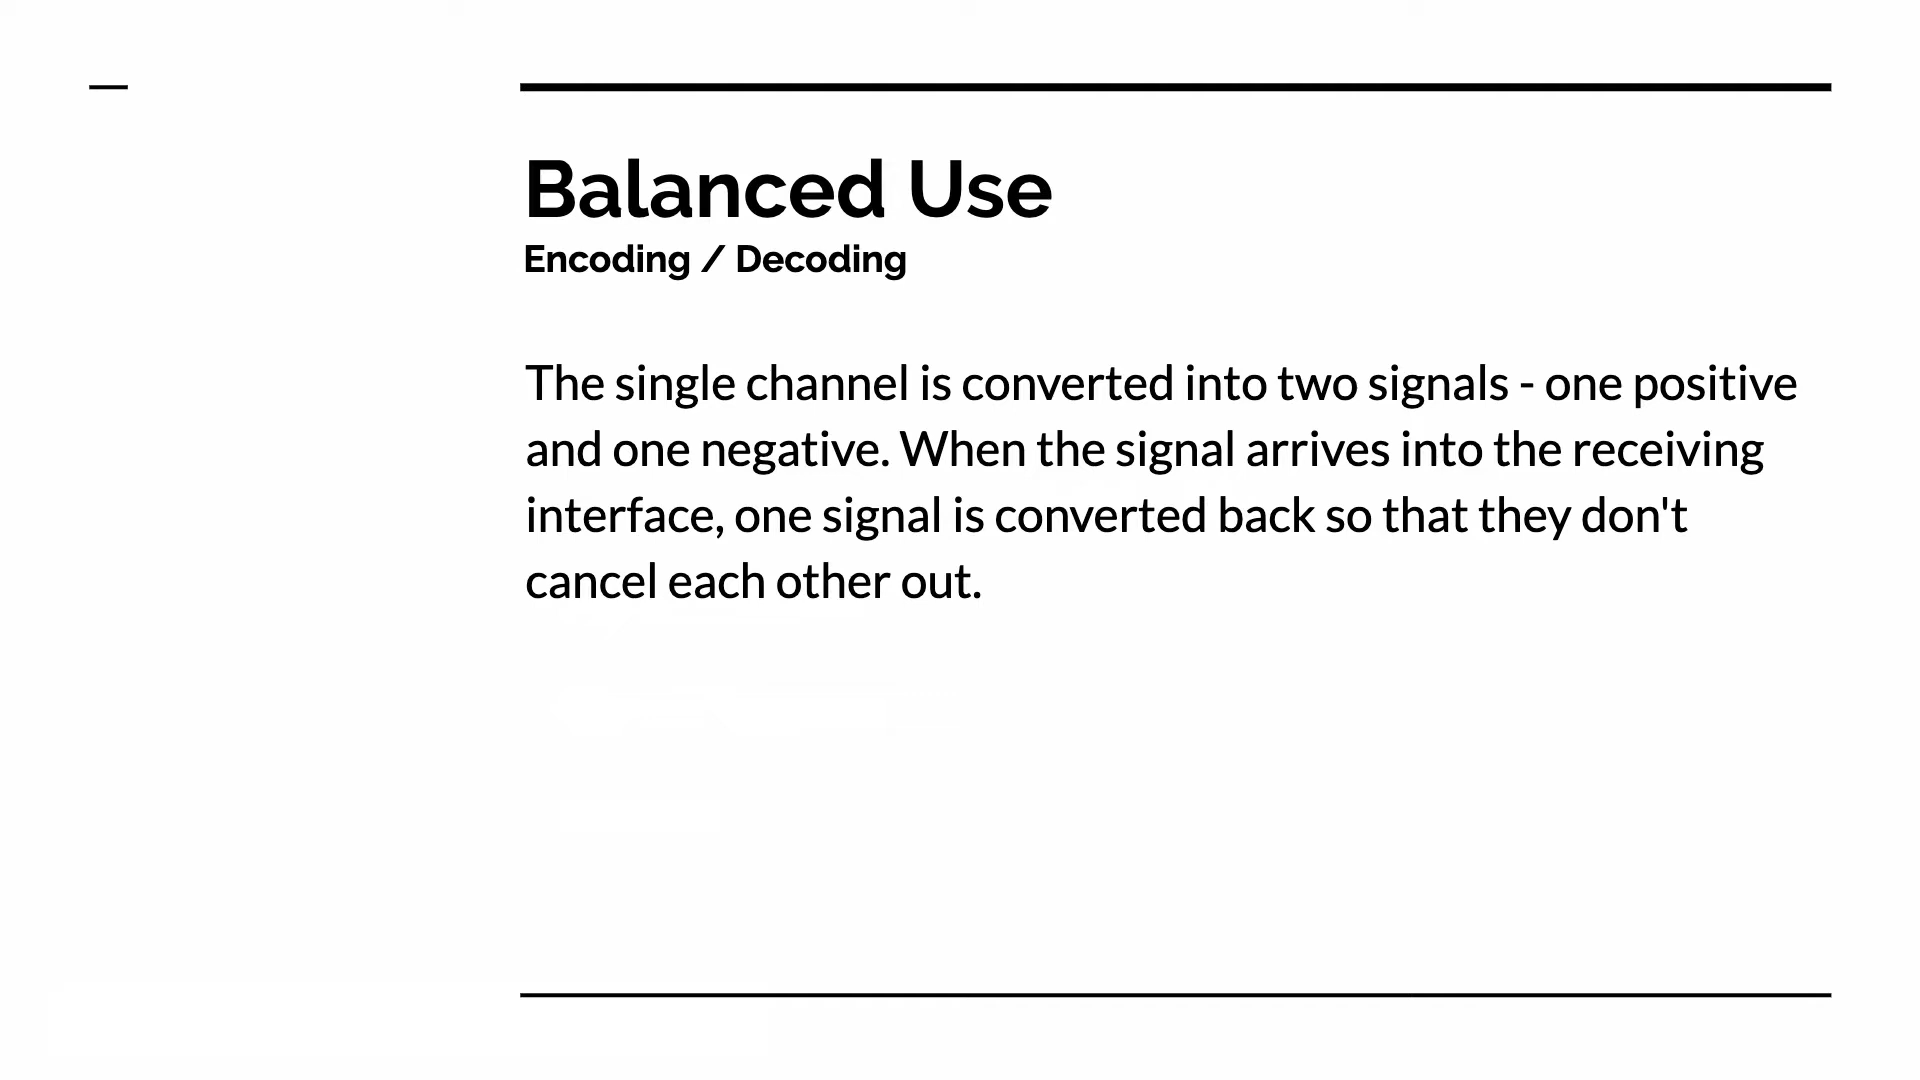 Balanced Use
Encoding / Decoding
The single channel is converted into two signals - one positive
and one negative. When the signal arrives into the receiving
interface, one signal is converted back so that they don't
cancel each other out.